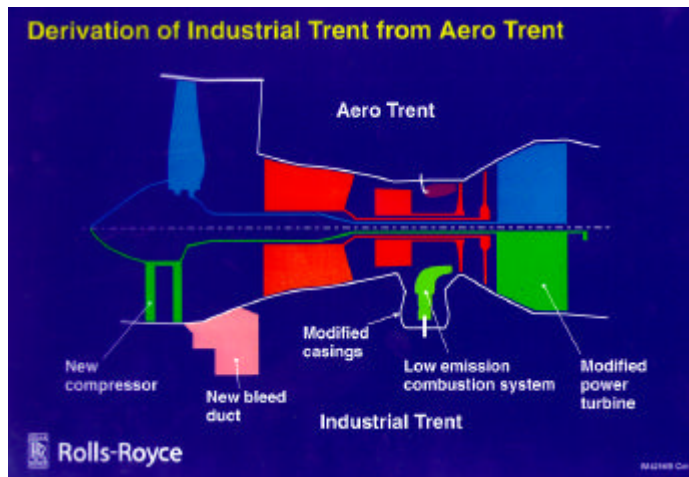 Derivation of Industrial Trent from Aero Trent
Aero Trent
New
compressor
New bleed
duct
Modified
casings
Low emission
combustion system
Modified
power
turbine
Industrial Trent
Rolls-Royce